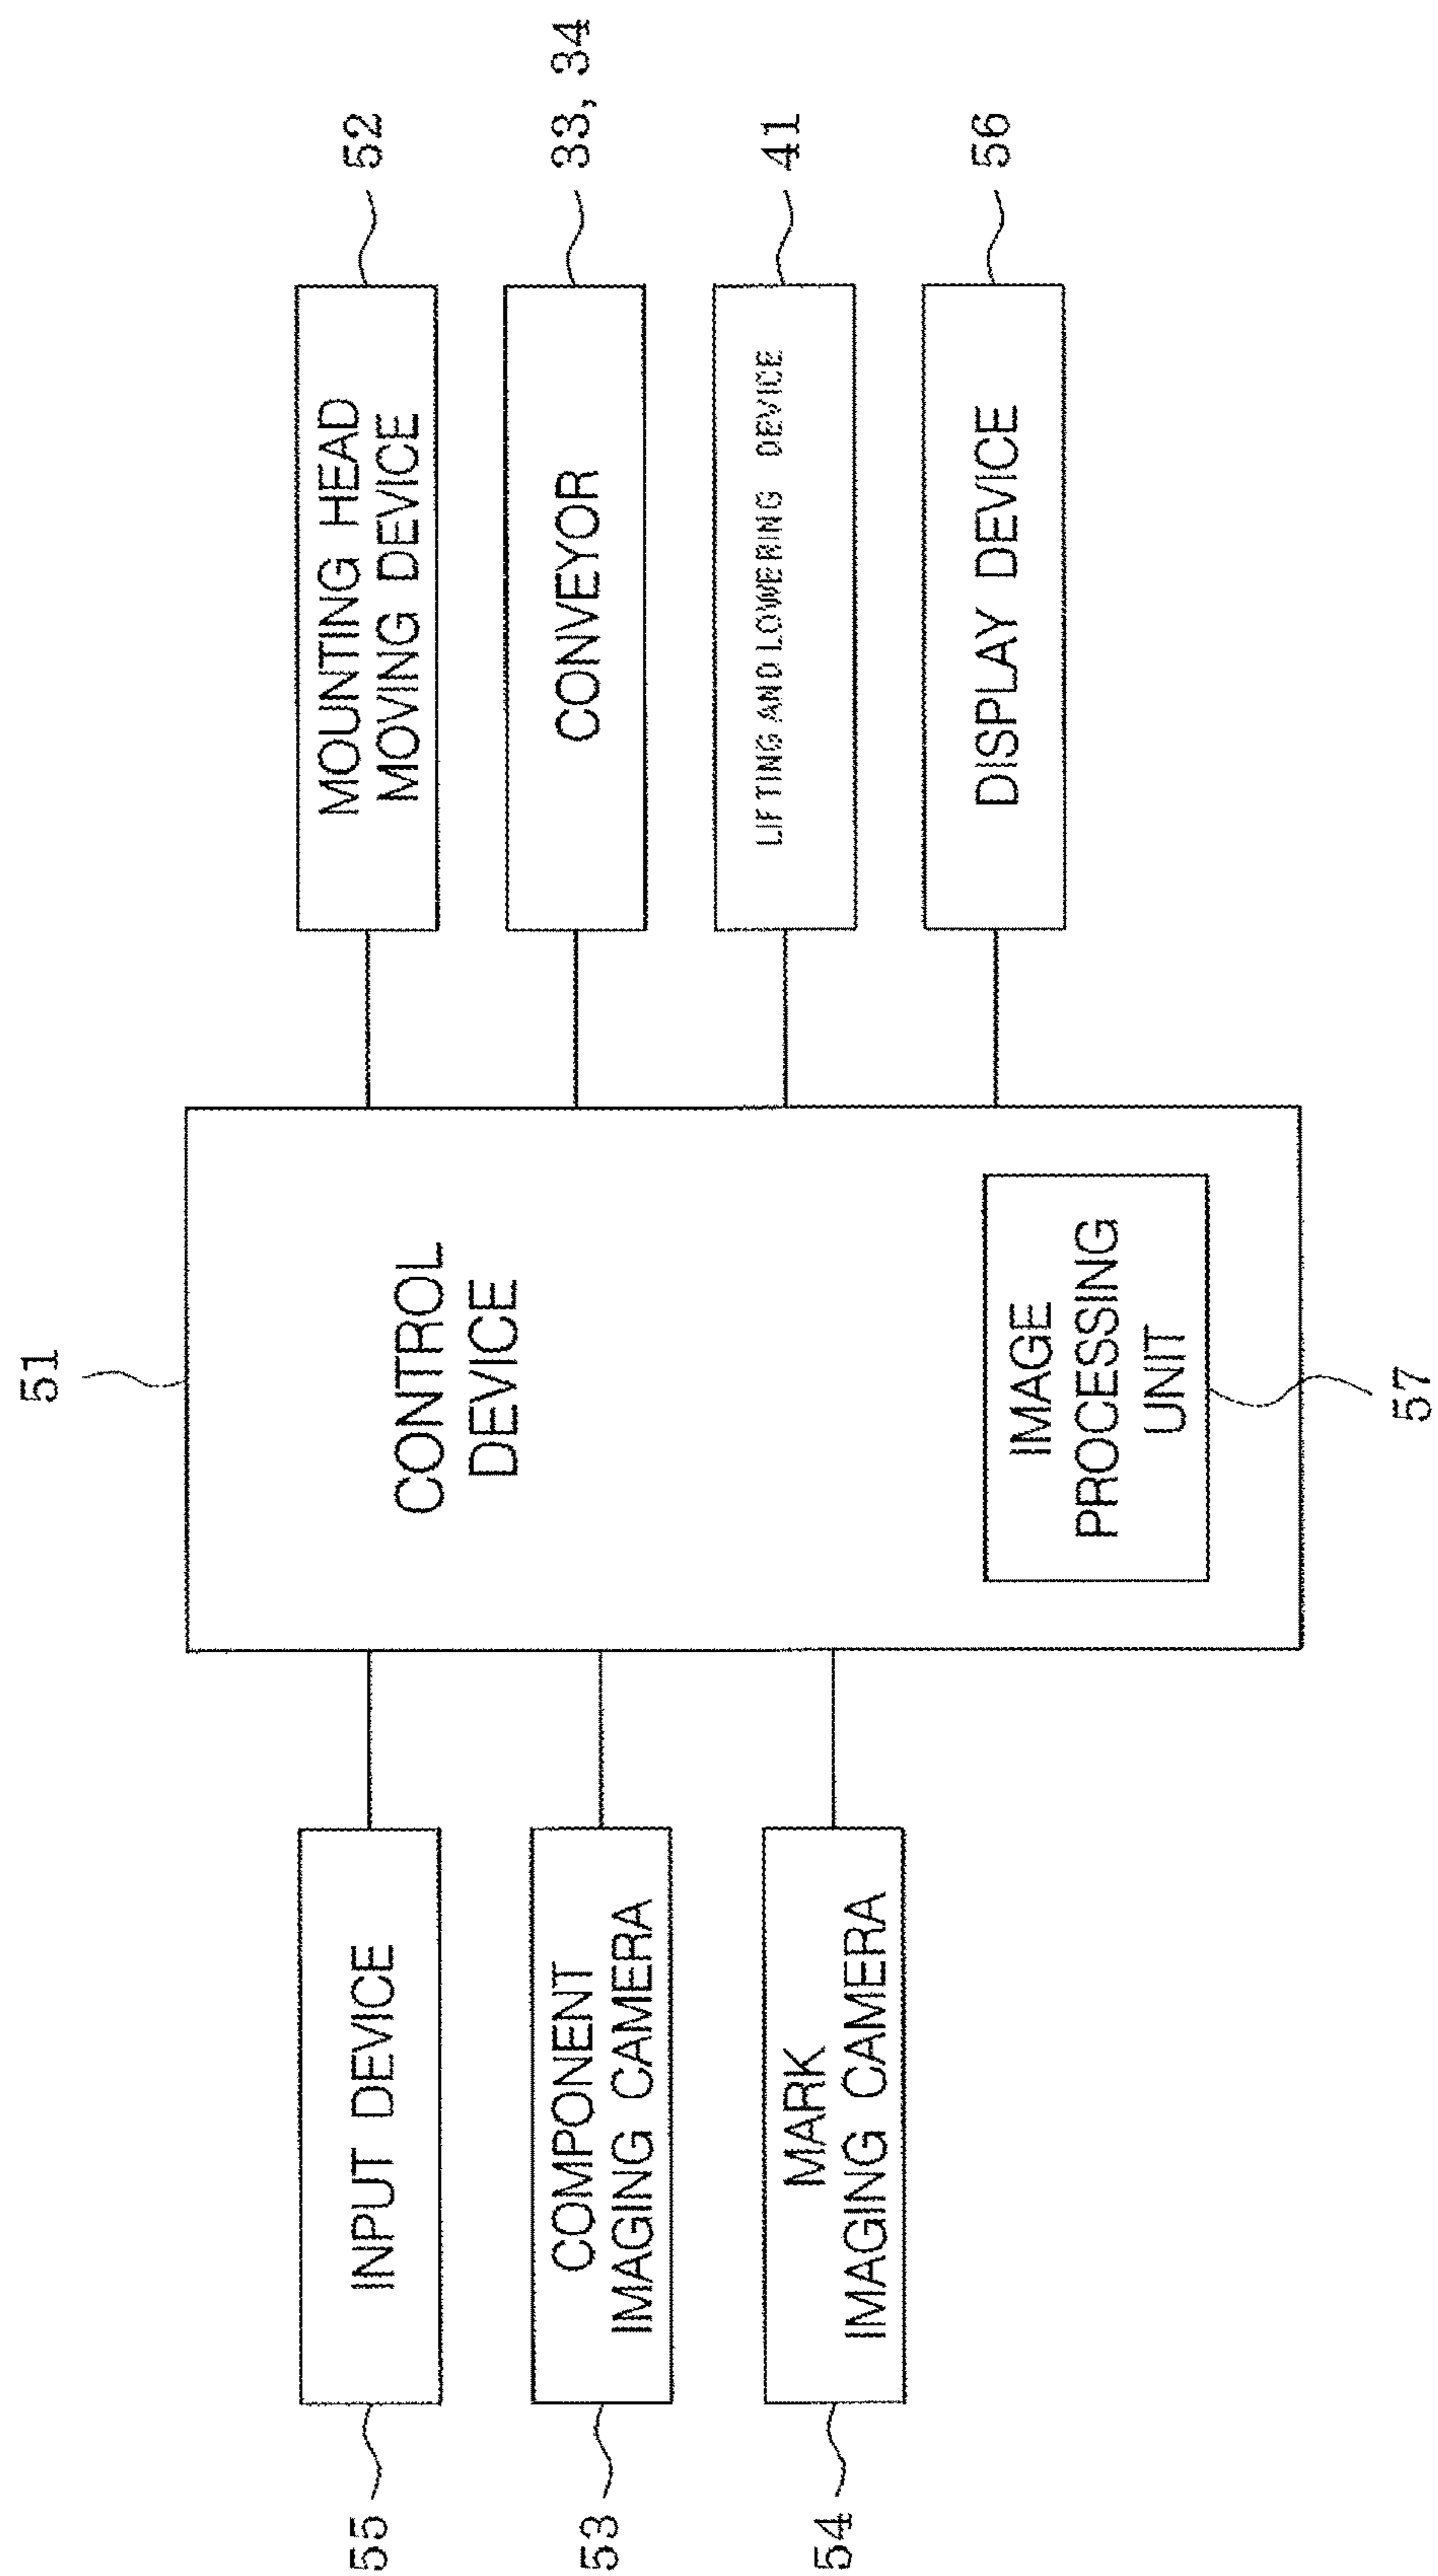 51
55
INPUT DEVICE
53
COMPONENT
IMAGING CAMERA
54
MARK
IMAGING CAMERA
CONTROL
DEVICE
IMAGE
PROCESSING
UNIT
57
MOUNTING HEAD
MOVING DEVICE
52
CONVEYOR
33, 34
LIFTING AND LOWERING DEVICE
41
DISPLAY DEVICE
56